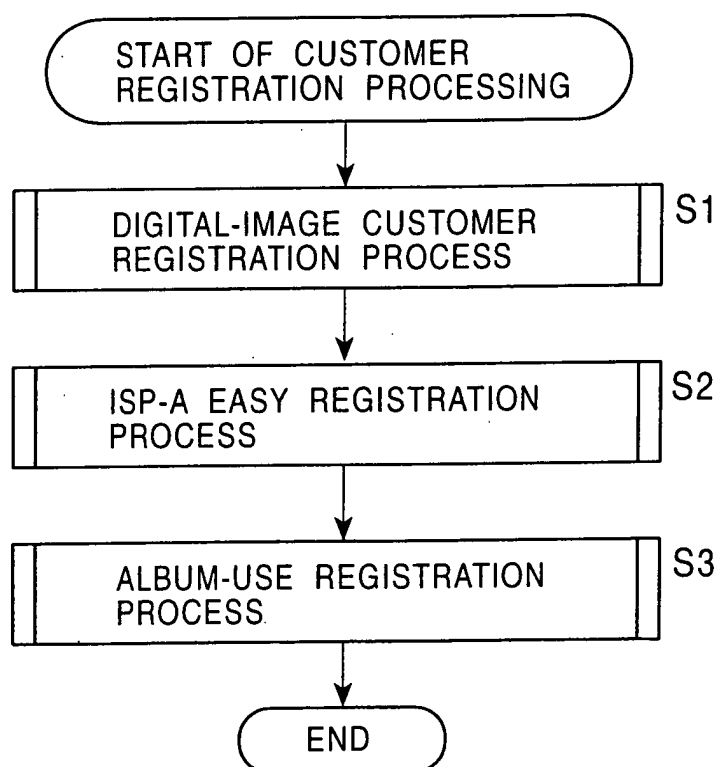 START OF CUSTOMER
REGISTRATION PROCESSING
DIGITAL-IMAGE CUSTOMER
REGISTRATION PROCESS
S1
ISP-A EASY REGISTRATION
PROCESS
S2
ALBUM-USE REGISTRATION
PROCESS
S3
END